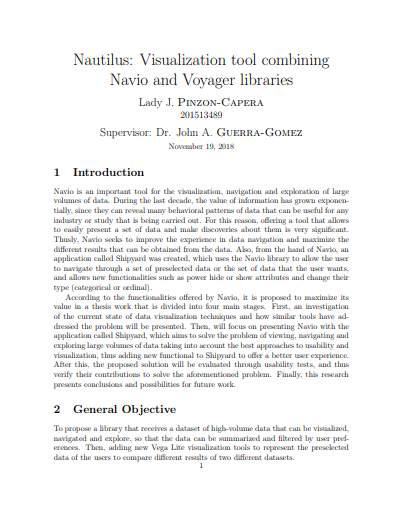 Nautilus: Visualization tool combining
Navio and Voyager libraries
Lady J. Pinzon-Capera
201513489
Supervisor: Dr. John A. Guerra-Gomez
November 19, 2018
1 Introduction
Navio is an important tool for the visualization, navigation and exploration of large
volumes of data. During the last decade, the value of information has grown exponen-
tially, since they can reveal many behavioral patterns of data that can be useful for any
industry or study that is being carried out. For this reason, offering a tool that allows
to easily present a set of data and make discoveries about them is very significant.
Thusly, Navio seeks to improve the experience in data navigation and maximize the
different results that can be obtained from the data. Also, from the hand of Navio, an
application called Shipyard was created, which uses the Navio library to allow the user
to navigate through a set of preselected data or the set of data that the user wants,
and allows new functionalities such as power hide or show attributes and change their
type (categorical or ordinal).
According to the functionalities offered by Navio, it is proposed to maximize its
value in a thesis work that is divided into four main stages. First, an investigation
of the current state of data visualization techniques and how similar tools have ad-
dressed the problem will be presented. Then, will focus on presenting Navio with the
application called Shipyard, which aims to solve the problem of viewing, navigating and
exploring large volumes of data taking into account the best approaches to usability and
visualization, thus adding new functional to Shipyard to offer a better user experience.
After this, the proposed solution will be evaluated through usability tests, and thus
verify their contributions to solve the aforementioned problem. Finally, this research
presents conclusions and possibilities for future work.
2 General Objective
To propose a library that receives a dataset of high-volume data that can be visualized,
navigated and explore, so that the data can be summarized and filtered by user pref-
erences. Then, adding new Vega Lite visualization tools to represent the preselected
data of the users to compare different results of two different datasets.
1